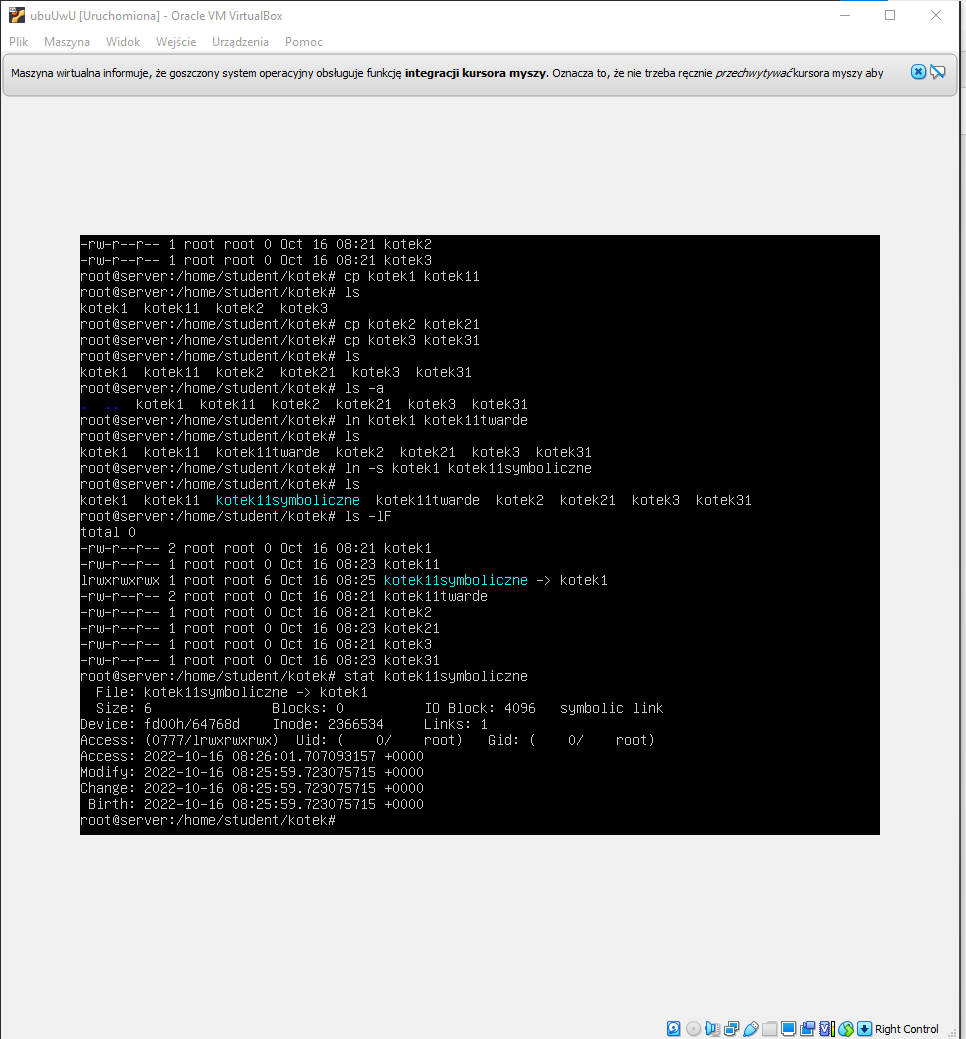 ubuUwU [Uruchomiona] - Oracle VM VirtualBox
Plik Maszyna Widok Wejście Urządzenia Pomoc
Maszyna wirtualna informuje, że goszczony system operacyjny obsługuje funkcję integracji kursora myszy. Oznacza to, że nie trzeba ręcznie przechwytywać kursora myszy aby
-rw-r--r-- 1 root root 0 Oct 16 08:21 kotek2
-rw-r--r-- 1 root root 0 Oct 16 08:21 kotek3
root@server:/home/student/kotek# cp kotek1 kotek11
root@server:/home/student/kotek# ls
kotek1  kotek11  kotek2  kotek3
root@server:/home/student/kotek# cp kotek2 kotek21
root@server:/home/student/kotek# cp kotek3 kotek31
root@server:/home/student/kotek# ls
kotek1  kotek11  kotek2  kotek21  kotek3  kotek31
root@server:/home/student/kotek# ls -a
.  ..  kotek1  kotek11  kotek2  kotek21  kotek3  kotek31
root@server:/home/student/kotek# ln kotek1 kotek11twarde
root@server:/home/student/kotek# ls
kotek1  kotek11  kotek11twarde  kotek2  kotek21  kotek3  kotek31
root@server:/home/student/kotek# ln -s kotek1 kotek11symboliczne
root@server:/home/student/kotek# ls
kotek1  kotek11  kotek11symboliczne  kotek11twarde  kotek2  kotek21  kotek3  kotek31
root@server:/home/student/kotek# ls -lF
total 0
-rw-r--r-- 2 root root 0 Oct 16 08:21 kotek1
-rw-r--r-- 1 root root 0 Oct 16 08:23 kotek11
lrwxrwxrwx 1 root root 6 Oct 16 08:25 kotek11symboliczne -> kotek1
-rw-r--r-- 2 root root 0 Oct 16 08:21 kotek11twarde
-rw-r--r-- 1 root root 0 Oct 16 08:21 kotek2
-rw-r--r-- 1 root root 0 Oct 16 08:23 kotek21
-rw-r--r-- 1 root root 0 Oct 16 08:21 kotek3
-rw-r--r-- 1 root root 0 Oct 16 08:23 kotek31
root@server:/home/student/kotek# stat kotek11symboliczne
  File: kotek11symboliczne -> kotek1
  Size: 6               Blocks: 0          IO Block: 4096   symbolic link
Device: fd00h/64768d    Inode: 2366534     Links: 1
Access: (0777/lrwxrwxrwx)  Uid: (    0/    root)   Gid: (    0/    root)
Access: 2022-10-16 08:26:01.707093157 +0000
Modify: 2022-10-16 08:25:59.723075715 +0000
Change: 2022-10-16 08:25:59.723075715 +0000
 Birth: 2022-10-16 08:25:59.723075715 +0000
root@server:/home/student/kotek#
Right Control